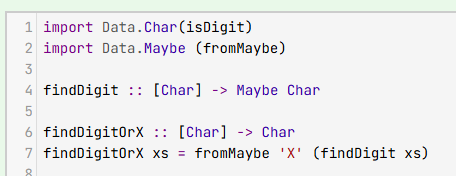 1 import Data.Char(isDigit)
2 import Data.Maybe (fromMaybe)
3
4 findDigit :: [Char] -> Maybe Char
5
6 findDigitOrX :: [Char] -> Char
7 findDigitOrX xs = fromMaybe 'X' (findDigit xs)
8